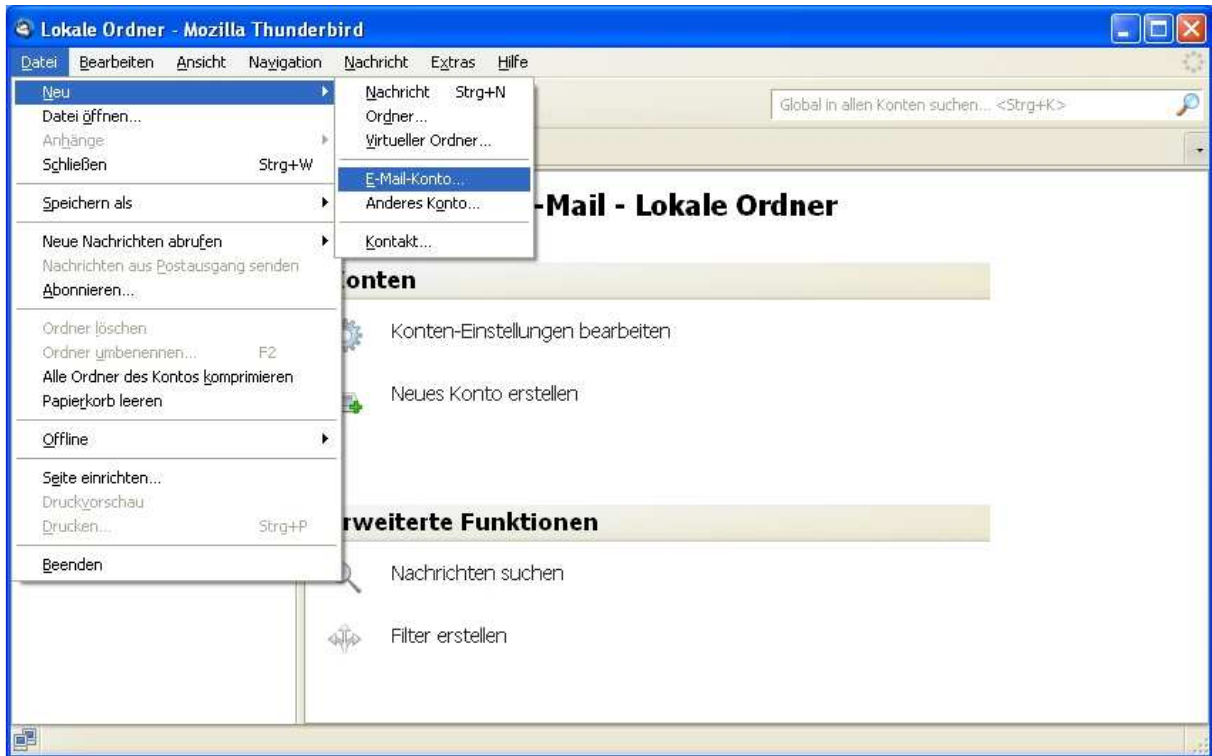 Lokale Ordner - Mozilla Thunderbird
Datei Bearbeiten Ansicht Navigation Nachricht Extras Hilfe
Neu
Datei öffnen...
Anhänge
Schließen Strg+W
Speichern als
Neue Nachrichten abrufen
Nachrichten aus Postausgang senden
Abonnieren...
Ordner löschen
Ordner umbenennen... F2
Alle Ordner des Kontos komprimieren
Papierkorb leeren
Offline
Seite einrichten...
Druckvorschau
Drucken... Strg+P
Beenden
Nachricht Strg+N
Ordner...
Virtueller Ordner...
E-Mail-Konto...
Anderes Konto...
Kontakt...
Global in allen Konten suchen... <Strg+K>
-Mail - Lokale Ordner
onten
Konten-Einstellungen bearbeiten
Neues Konto erstellen
rweiterte Funktionen
Nachrichten suchen
Filter erstellen